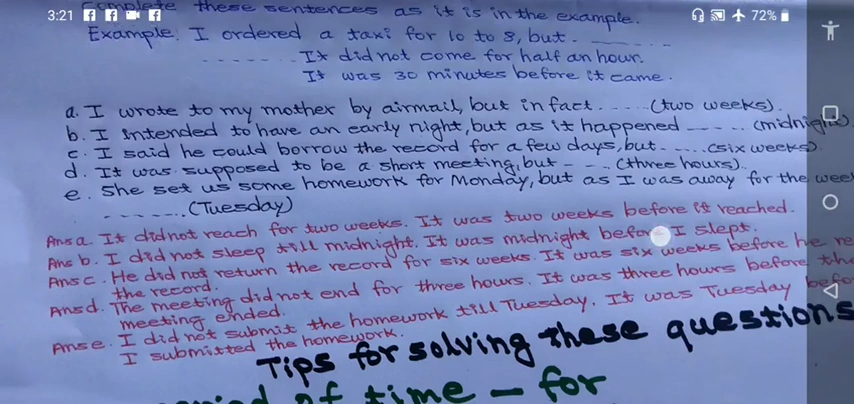 3:21
72%
Complete these sentences as it is in the example.
Example: I ordered a taxi for 10 to 8, but - ......
...... It did not come for half an hour.
It was 30 minutes before it came.
a. I wrote to my mother by airmail, but in fact. .... (two weeks).
b. I intended to have an early night, but as it happened ...... (midnight).
c. I said he could borrow the record for a few days, but ...... (six weeks).
d. It was supposed to be a short meeting, but - ... (three hours).
e. She set us some homework for Monday, but as I was away for the
...... (Tuesday)
Ans a. It did not reach for two weeks. It was two weeks before it reached.
Ans b. I did not sleep till midnight. It was midnight before I slept.
Ans c. He did not return the record for six weeks. It was six weeks before he
the record.
Ans d. The meeting did not end for three hours. It was three hours before the
meeting ended.
Ans e. I did not submit the homework till Tuesday. It was Tuesday before
I submitted the homework.
Tips for solving these questions
of time – for